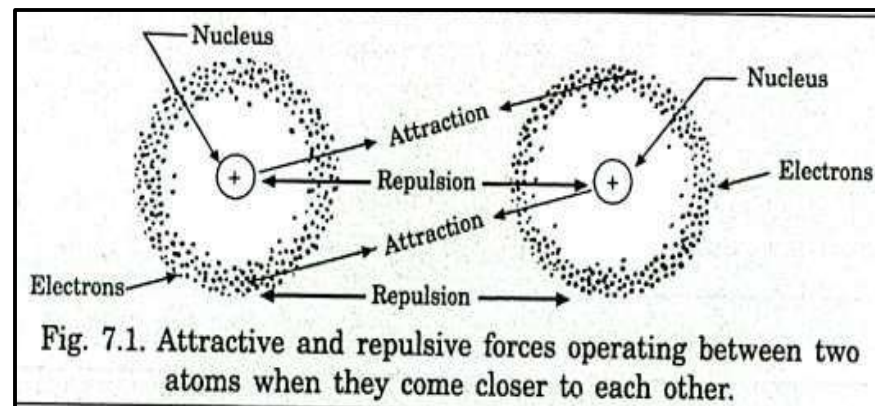 Nucleus
Nucleus
Attraction
Repulsion
Electrons
Attraction
Electrons
Repulsion
Fig. 7.1. Attractive and repulsive forces operating between two
atoms when they come closer to each other.